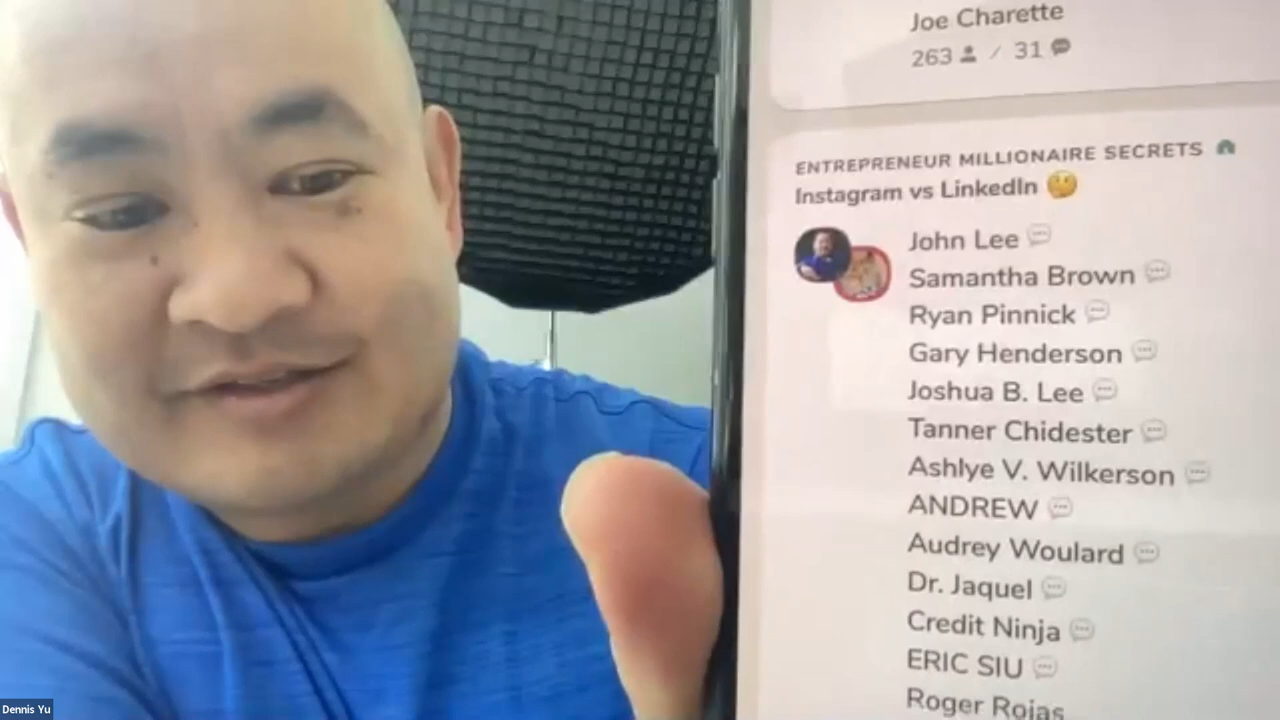 Joe Charette
263 / 31
ENTREPRENEUR MILLIONAIRE SECRETS
Instagram vs LinkedIn 🤔
John Lee
Samantha Brown
Ryan Pinnick
Gary Henderson
Joshua B. Lee
Tanner Chidester
Ashlye V. Wilkerson
ANDREW
Audrey Woulard
Dr. Jaquel
Credit Ninja
ERIC SIU
Roger Rojas
Dennis Yu